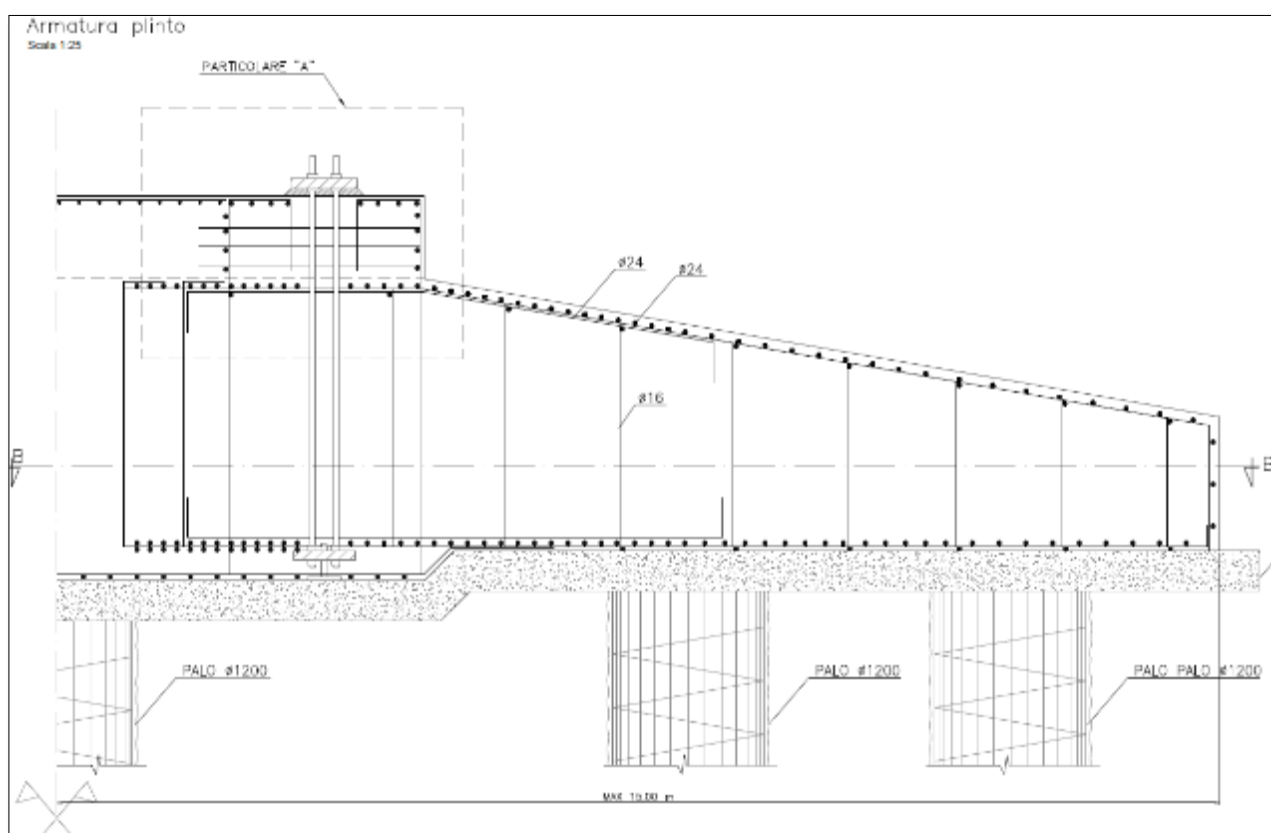 Armatura plinto
Scala 1:25
PARTICOLARE "A"
ø24
ø24
ø16
B
B
PALO ø1200
PALO ø1200
PALO PALO ø1200
MAX 15.00 m